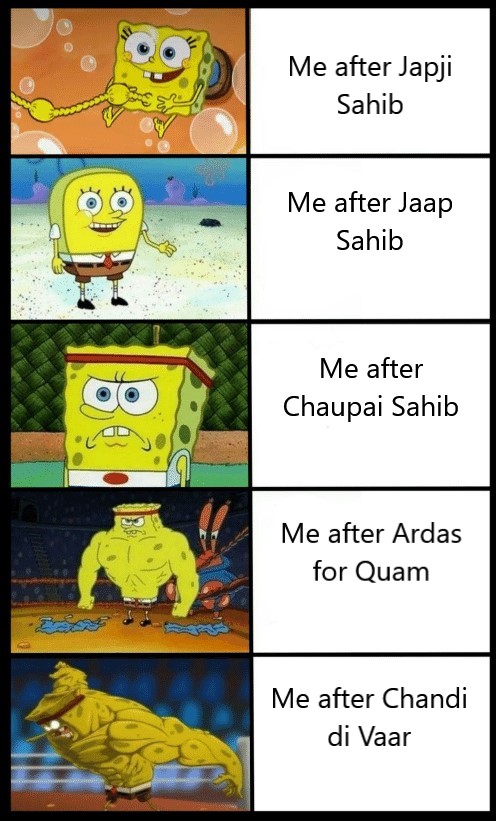 Me after Japji
Sahib
Me after Jaap
Sahib
Me after
Chaupai Sahib
Me after Ardas
for Quam
Me after Chandi
di Vaar